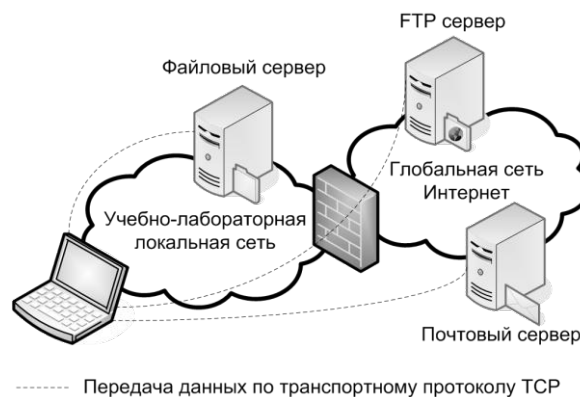 FTP сервер
Файловый сервер
Глобальная сеть
Интернет
Учебно-лабораторная
локальная сеть
Почтовый сервер
Передача данных по транспортному протоколу TCP